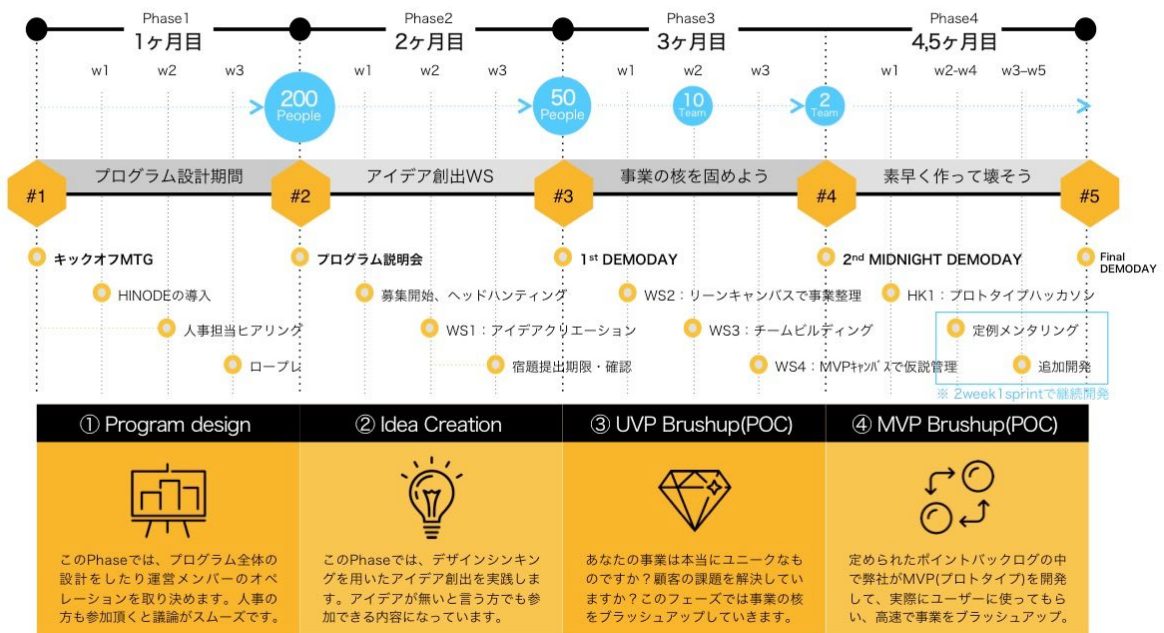 Phase1
1ヶ月目
Phase2
2ヶ月目
Phase3
3ヶ月目
Phase4
4,5ヶ月目
w1
w2
w3
w1
w2
w3
w1
w2
w3
w1
w2-w4
w3–w5
200
People
50
People
10
Team
2
Team
#1
プログラム設計期間
#2
アイデア創出WS
#3
事業の核を固めよう
#4
素早く作って壊そう
#5
キックオフMTG
HINODEの導入
人事担当ヒアリング
ロープレ
プログラム説明会
募集開始、ヘッドハンティング
WS1：アイデアクリエーション
宿題提出期限・確認
1st DEMODAY
WS2：リーンキャンバスで事業整理
WS3：チームビルディング
WS4：MVPｷｬﾝﾊﾞｽで仮説管理
2nd MIDNIGHT DEMODAY
HK1：プロトタイプハッカソン
定例メンタリング
追加開発
※ 2week1sprintで継続開発
Final
DEMODAY
① Program design
このPhaseでは、プログラム全体の
設計をしたり運営メンバーのオペ
レーションを取り決めます。人事の
方も参加頂くと議論がスムーズです。
② Idea Creation
このPhaseでは、デザインシンキン
グを用いたアイデア創出を実践しま
す。アイデアが無いと言う方でも参
加できる内容になっています。
③ UVP Brushup(POC)
あなたの事業は本当にユニークなも
のですか？顧客の課題を解決してい
ますか？このフェーズでは事業の核
をブラッシュアップしていきます。
④ MVP Brushup(POC)
定められたポイントバックログの中
で弊社がMVP(プロトタイプ)を開発
して、実際にユーザーに使ってもら
い、高速で事業をブラッシュアップ。